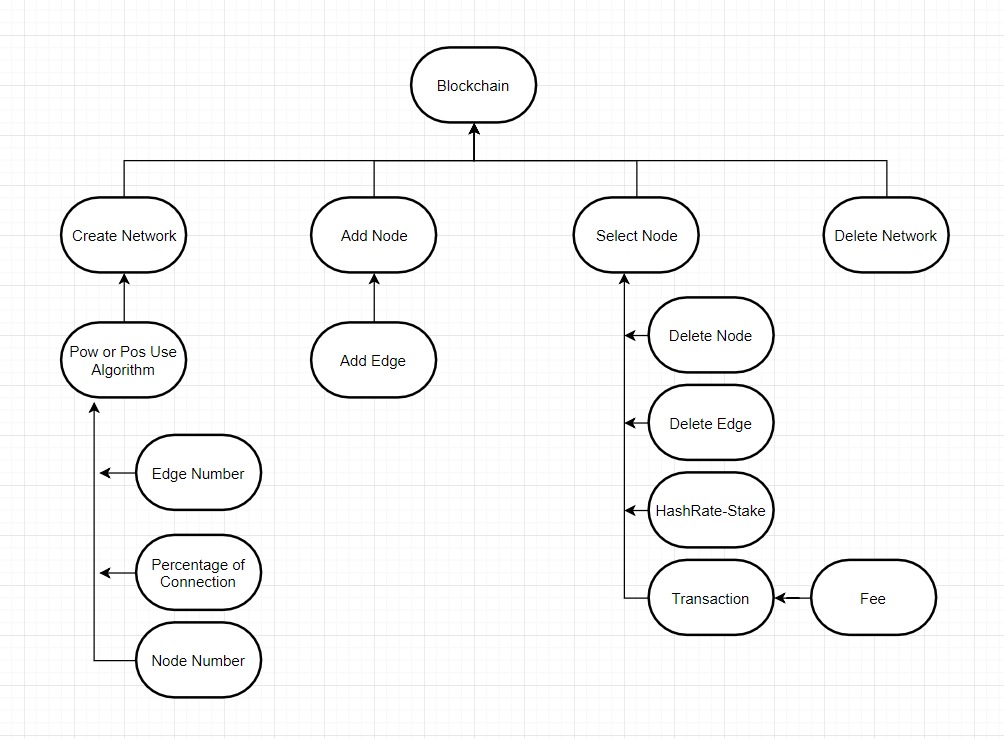 Blockchain
Create Network
Add Node
Select Node
Delete Network
Pow or Pos Use
Algorithm
Add Edge
Delete Node
Delete Edge
Edge Number
HashRate-Stake
Percentage of
Connection
Transaction
Fee
Node Number